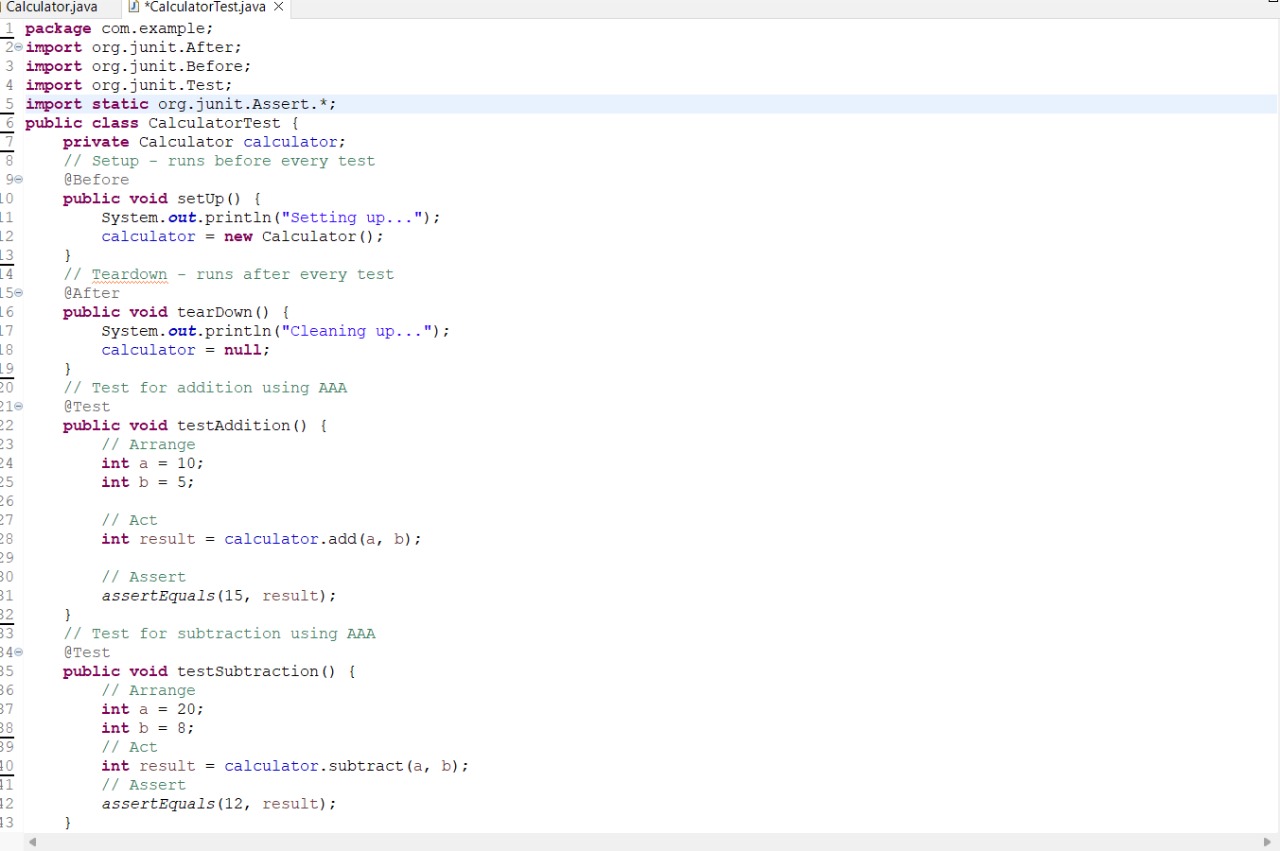 Calculator.java *CalculatorTest.java
1 package com.example;
2 import org.junit.After;
3 import org.junit.Before;
4 import org.junit.Test;
5 import static org.junit.Assert.*;
6 public class CalculatorTest {
7     private Calculator calculator;
8     // Setup - runs before every test
9     @Before
10     public void setUp() {
11         System.out.println("Setting up...");
12         calculator = new Calculator();
13     }
14     // Teardown - runs after every test
15     @After
16     public void tearDown() {
17         System.out.println("Cleaning up...");
18         calculator = null;
19     }
20     // Test for addition using AAA
21     @Test
22     public void testAddition() {
23         // Arrange
24         int a = 10;
25         int b = 5;
26
27         // Act
28         int result = calculator.add(a, b);
29
30         // Assert
31         assertEquals(15, result);
32     }
33     // Test for subtraction using AAA
34     @Test
35     public void testSubtraction() {
36         // Arrange
37         int a = 20;
38         int b = 8;
39         // Act
40         int result = calculator.subtract(a, b);
41         // Assert
42         assertEquals(12, result);
43     }